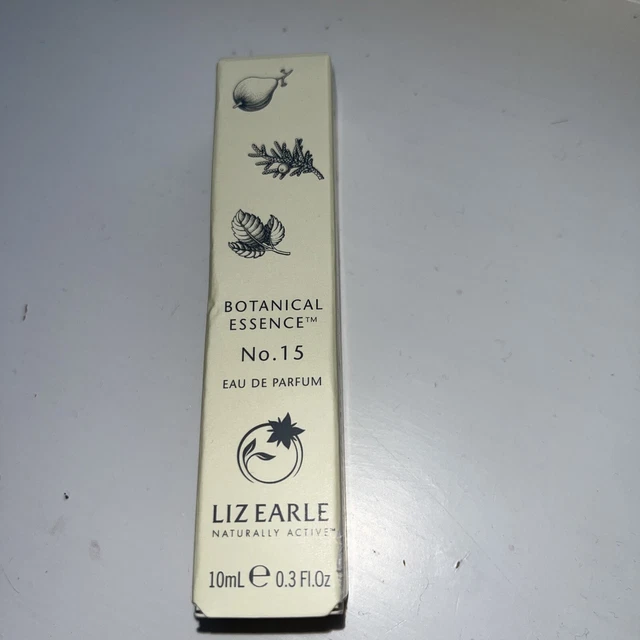 BOTANICAL
ESSENCE™
No.15
EAU DE PARFUM
LIZ EARLE
NATURALLY ACTIVE™
10mL ℮ 0.3 Fl.Oz